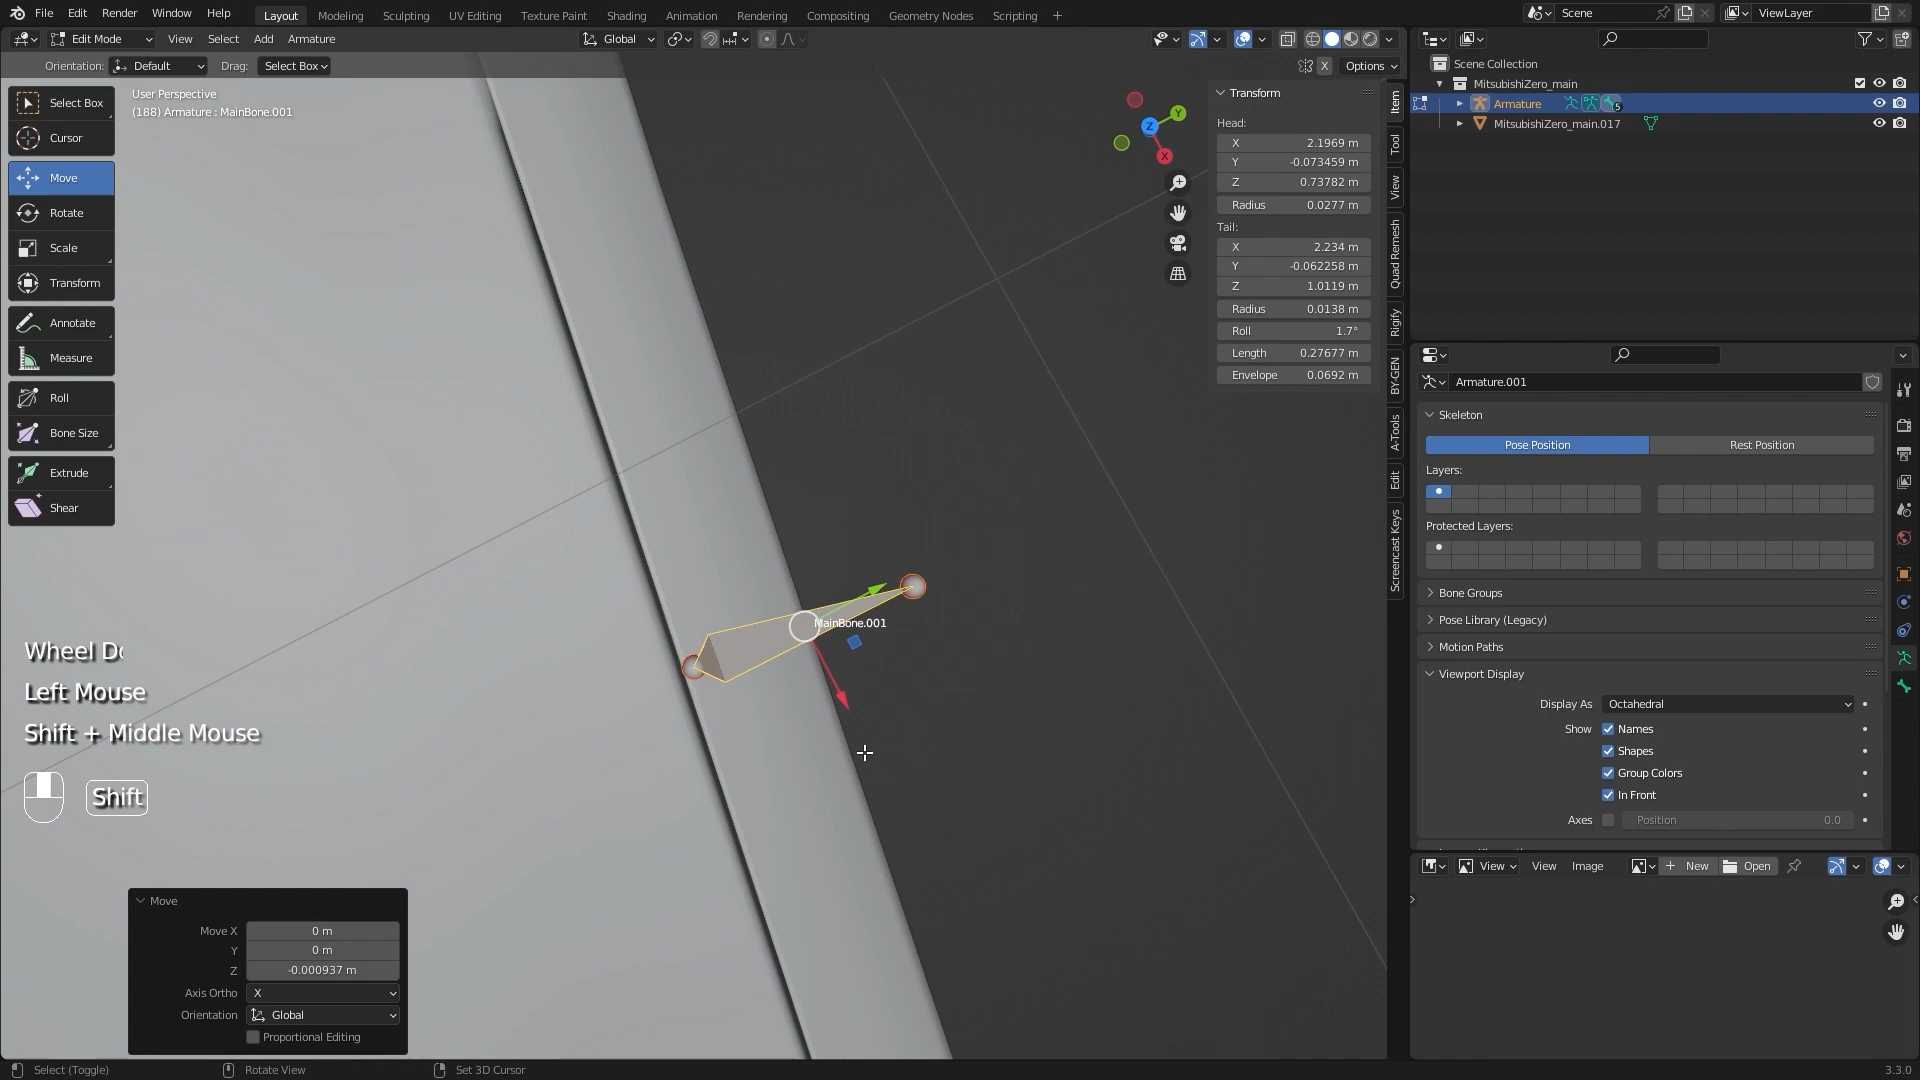 File Edit Render Window Help Layout Modeling Sculpting UV Editing Texture Paint Shading Animation Rendering Compositing Geometry Nodes Scripting + Scene ViewLayer
Edit Mode View Select Add Armature Global
Orientation: Default Drag: Select Box X Options
User Perspective
(188) Armature : MainBone.001
Select Box
Cursor
Move
Rotate
Scale
Transform
Annotate
Measure
Roll
Bone Size
Extrude
Shear
Y
Z
X
MainBone.001
Transform
Head:
X 2.1969 m
Y -0.073459 m
Z 0.73782 m
Radius 0.0277 m
Tail:
X 2.234 m
Y -0.062258 m
Z 1.0119 m
Radius 0.0138 m
Roll 1.7°
Length 0.27677 m
Envelope 0.0692 m
Item
Tool
View
Quad Remesh
Rigify
BY-GEN
A-Tools
Edit
Screencast Keys
Wheel Do
Left Mouse
Shift + Middle Mouse
Shift
Move
Move X 0 m
Y 0 m
Z -0.000937 m
Axis Ortho X
Orientation Global
Proportional Editing
Scene Collection
MitsubishiZero_main
Armature 5
MitsubishiZero_main.017
Armature.001
Skeleton
Pose Position Rest Position
Layers:
Protected Layers:
Bone Groups
Pose Library (Legacy)
Motion Paths
Viewport Display
Display As Octahedral
Show Names
Shapes
Group Colors
In Front
Axes Position 0.0
View View Image + New Open
Select (Toggle) Rotate View Set 3D Cursor 3.3.0